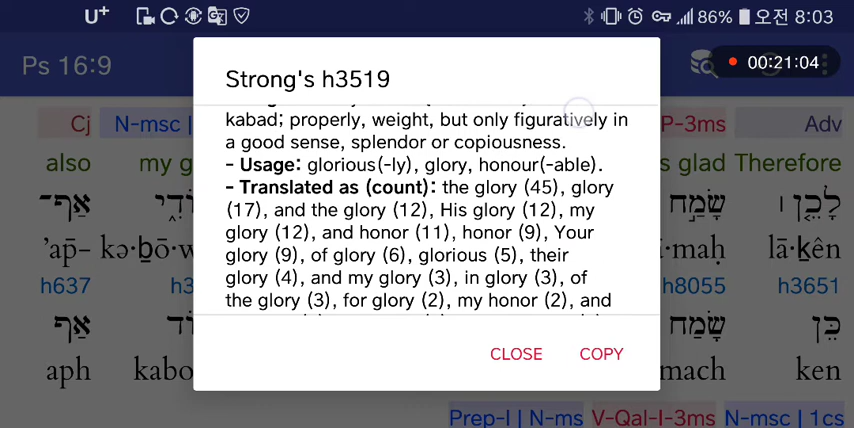 U+ 86% 오전 8:03
Ps 16:9 00:21:04
Strong's h3519
kabad; properly, weight, but only figuratively in
a good sense, splendor or copiousness.
- Usage: glorious(-ly), glory, honour(-able).
- Translated as (count): the glory (45), glory
(17), and the glory (12), His glory (12), my
glory (12), and honor (11), honor (9), Your
glory (9), of glory (6), glorious (5), their
glory (4), and my glory (3), in glory (3), of
the glory (3), for glory (2), my honor (2), and
CLOSE COPY
Cj N-msc | P-3ms Adv
also my g s glad Therefore
אַף־ שָׂמַ֣ח לָכֵ֤ן ׀
’ap̄- kə·ḇō·w maḥ lā·ḵên
h637 h3 h8055 h3651
אַף שָׂמַח כֵּן
aph kabo mach ken
Prep-l | N-ms V-Qal-I-3ms N-msc | 1cs